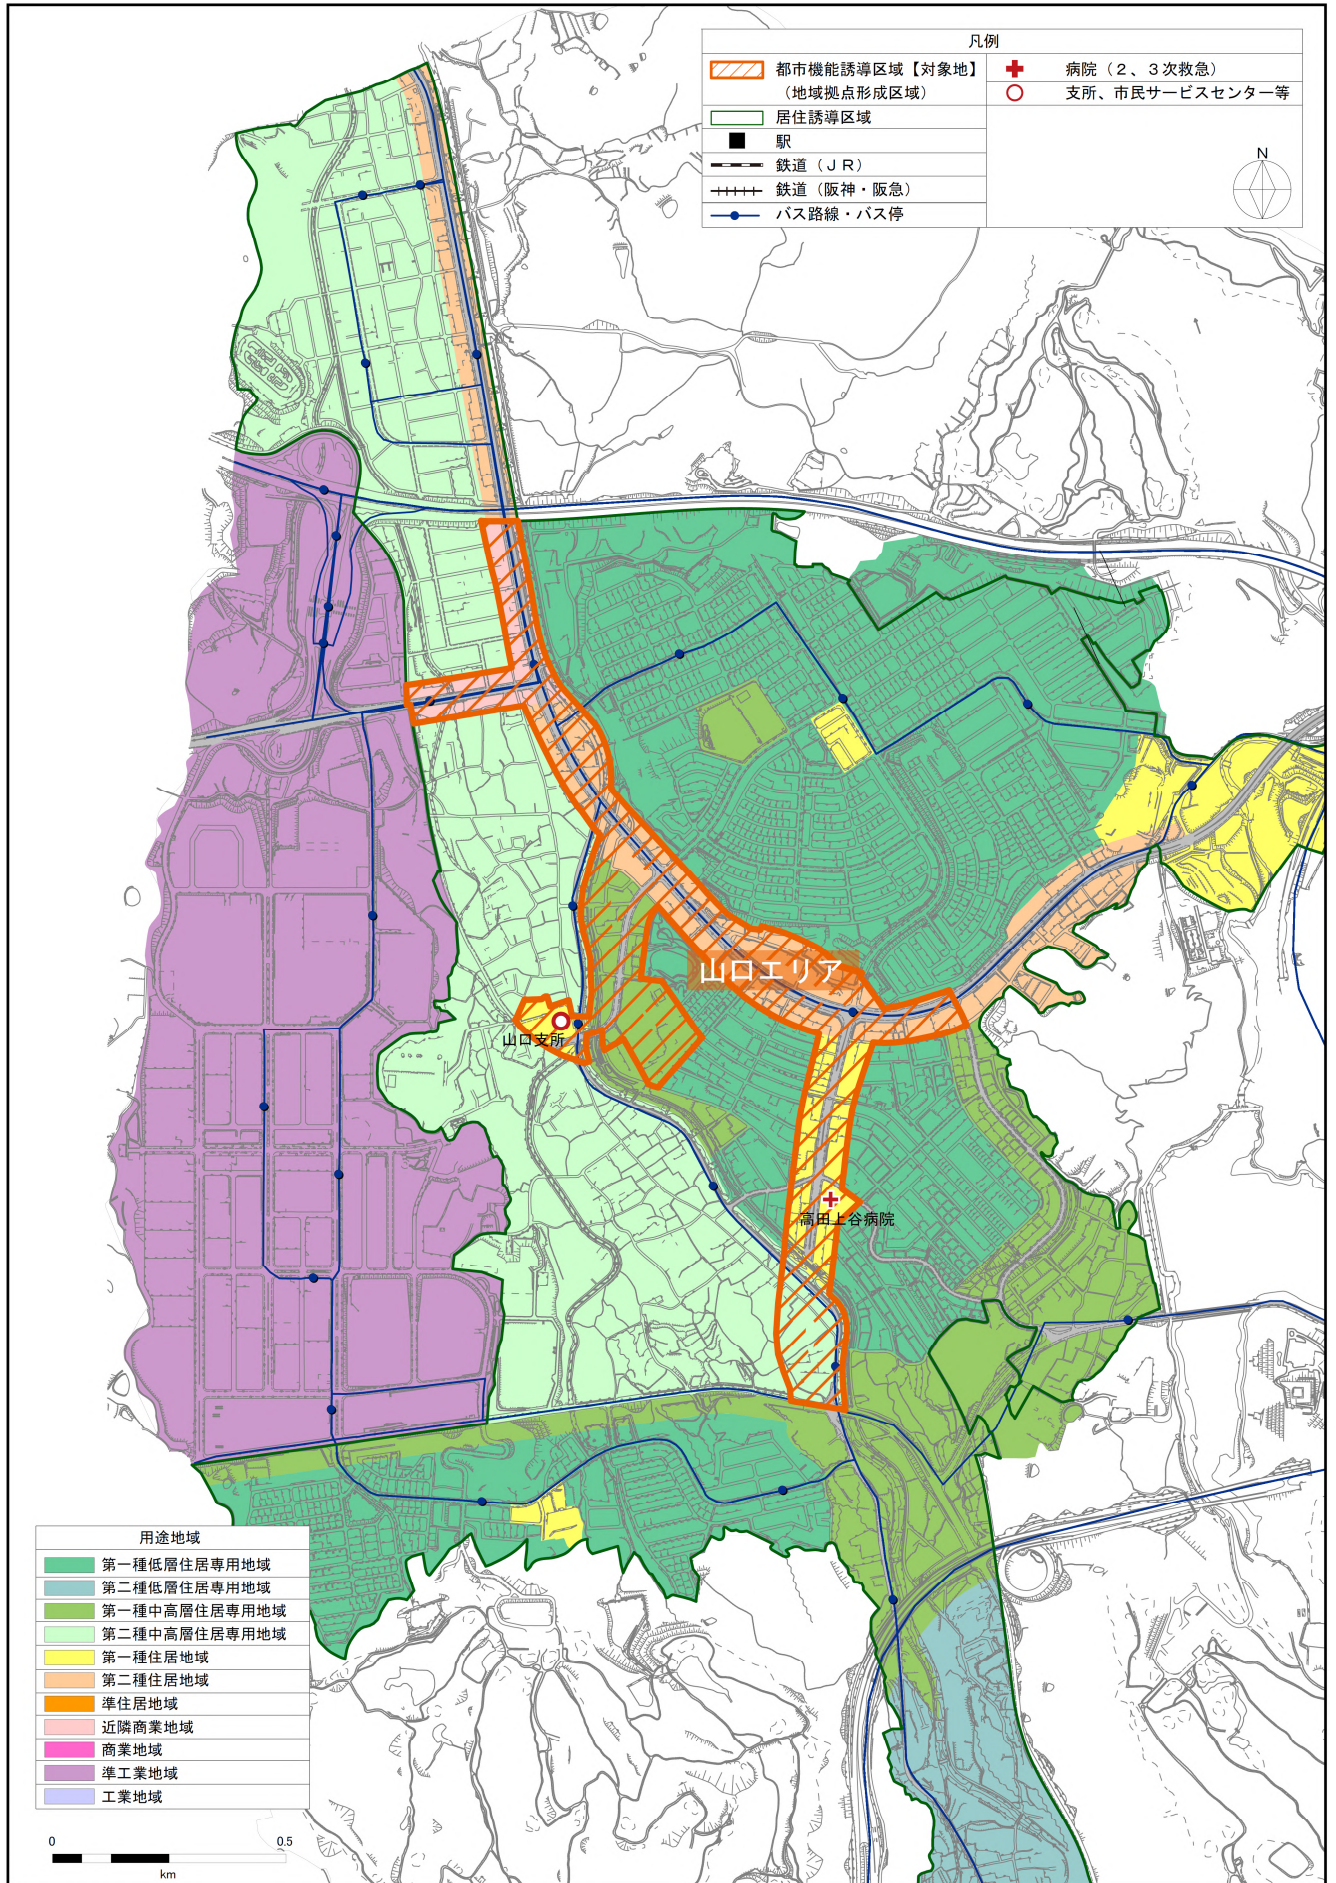 凡例
都市機能誘導区域【対象地】
（地域拠点形成区域）
居住誘導区域
駅
鉄道（ＪＲ）
鉄道（阪神・阪急）
バス路線・バス停
病院（２、３次救急）
支所、市民サービスセンター等
N
山口エリア
山口支所
高田上谷病院
用途地域
第一種低層住居専用地域
第二種低層住居専用地域
第一種中高層住居専用地域
第二種中高層住居専用地域
第一種住居地域
第二種住居地域
準住居地域
近隣商業地域
商業地域
準工業地域
工業地域
0 0.5
km